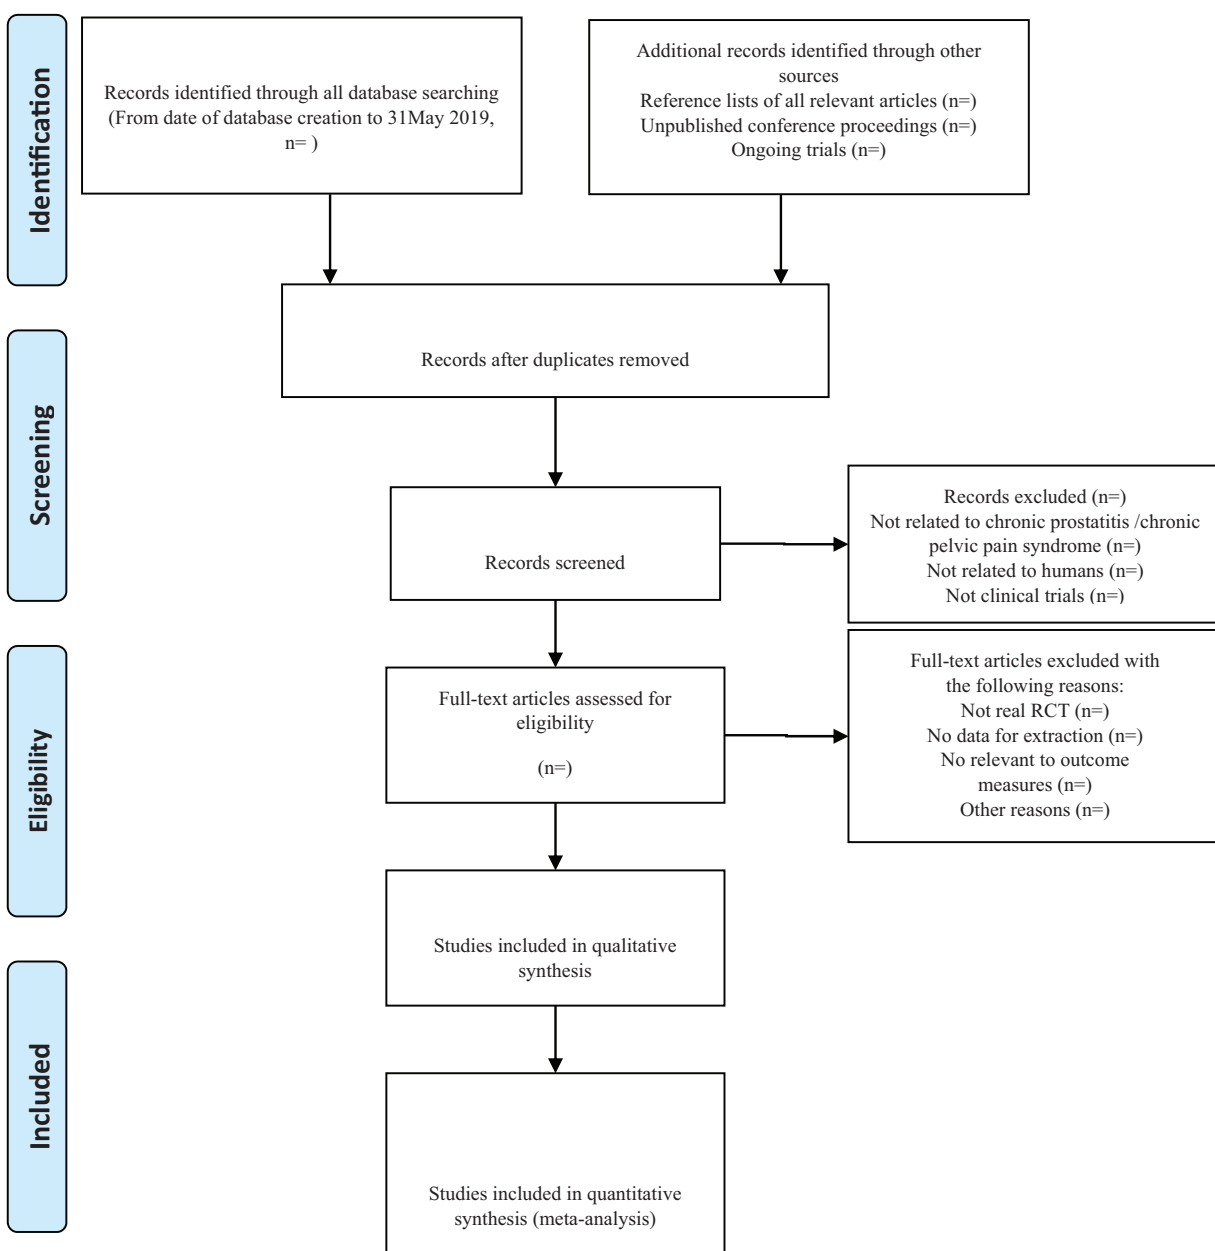 Identification
Records identified through all database searching
(From date of database creation to 31May 2019,
n= )
Additional records identified through other
sources
Reference lists of all relevant articles (n=)
Unpublished conference proceedings (n=)
Ongoing trials (n=)
Records after duplicates removed
Screening
Records screened
Records excluded (n=)
Not related to chronic prostatitis /chronic
pelvic pain syndrome (n=)
Not related to humans (n=)
Not clinical trials (n=)
Eligibility
Full-text articles assessed for
eligibility
(n=)
Full-text articles excluded with
the following reasons:
Not real RCT (n=)
No data for extraction (n=)
No relevant to outcome
measures (n=)
Other reasons (n=)
Studies included in qualitative
synthesis
Included
Studies included in quantitative
synthesis (meta-analysis)